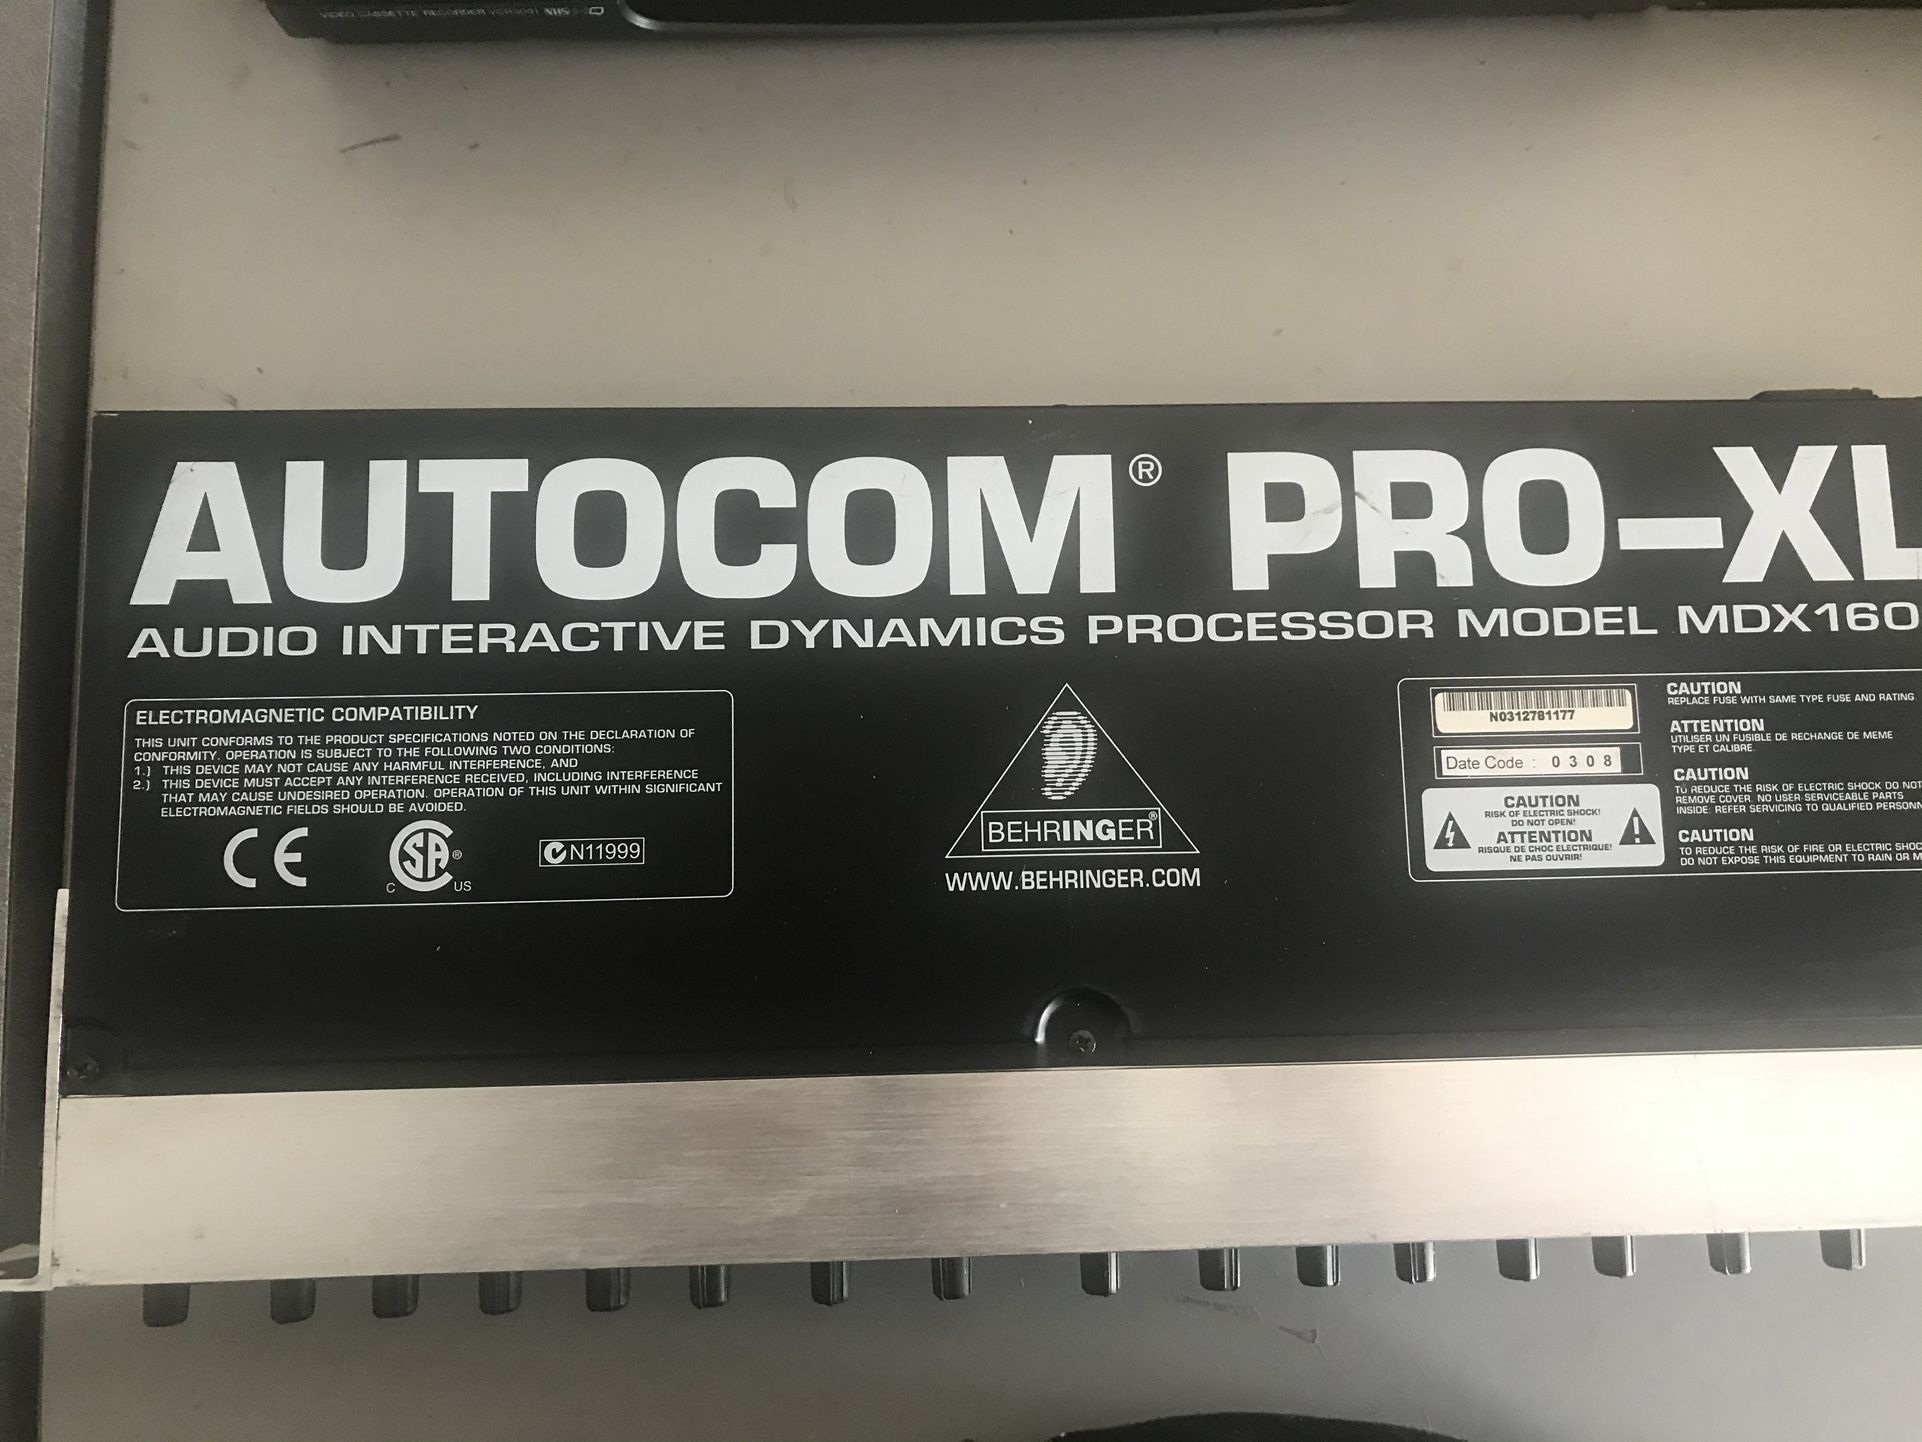 VIDEO CASSETTE RECORDER VHS
AUTOCOM® PRO-XL
AUDIO INTERACTIVE DYNAMICS PROCESSOR MODEL MDX160
ELECTROMAGNETIC COMPATIBILITY
THIS UNIT CONFORMS TO THE PRODUCT SPECIFICATIONS NOTED ON THE DECLARATION OF
CONFORMITY. OPERATION IS SUBJECT TO THE FOLLOWING TWO CONDITIONS:
1.) THIS DEVICE MAY NOT CAUSE ANY HARMFUL INTERFERENCE, AND
2.) THIS DEVICE MUST ACCEPT ANY INTERFERENCE RECEIVED, INCLUDING INTERFERENCE
THAT MAY CAUSE UNDESIRED OPERATION. OPERATION OF THIS UNIT WITHIN SIGNIFICANT
ELECTROMAGNETIC FIELDS SHOULD BE AVOIDED.
CE
C SA® US
N11999
BEHRINGER®
WWW.BEHRINGER.COM
N0312781177
Date Code : 0308
CAUTION
RISK OF ELECTRIC SHOCK!
DO NOT OPEN!
ATTENTION
RISQUE DE CHOC ELECTRIQUE!
NE PAS OUVRIR!
CAUTION
REPLACE FUSE WITH SAME TYPE FUSE AND RATING.
ATTENTION
UTILISER UN FUSIBLE DE RECHANGE DE MEME
TYPE ET CALIBRE.
CAUTION
TO REDUCE THE RISK OF ELECTRIC SHOCK DO NOT
REMOVE COVER. NO USER-SERVICEABLE PARTS
INSIDE. REFER SERVICING TO QUALIFIED PERSONN
CAUTION
TO REDUCE THE RISK OF FIRE OR ELECTRIC SHOC
DO NOT EXPOSE THIS EQUIPMENT TO RAIN OR M